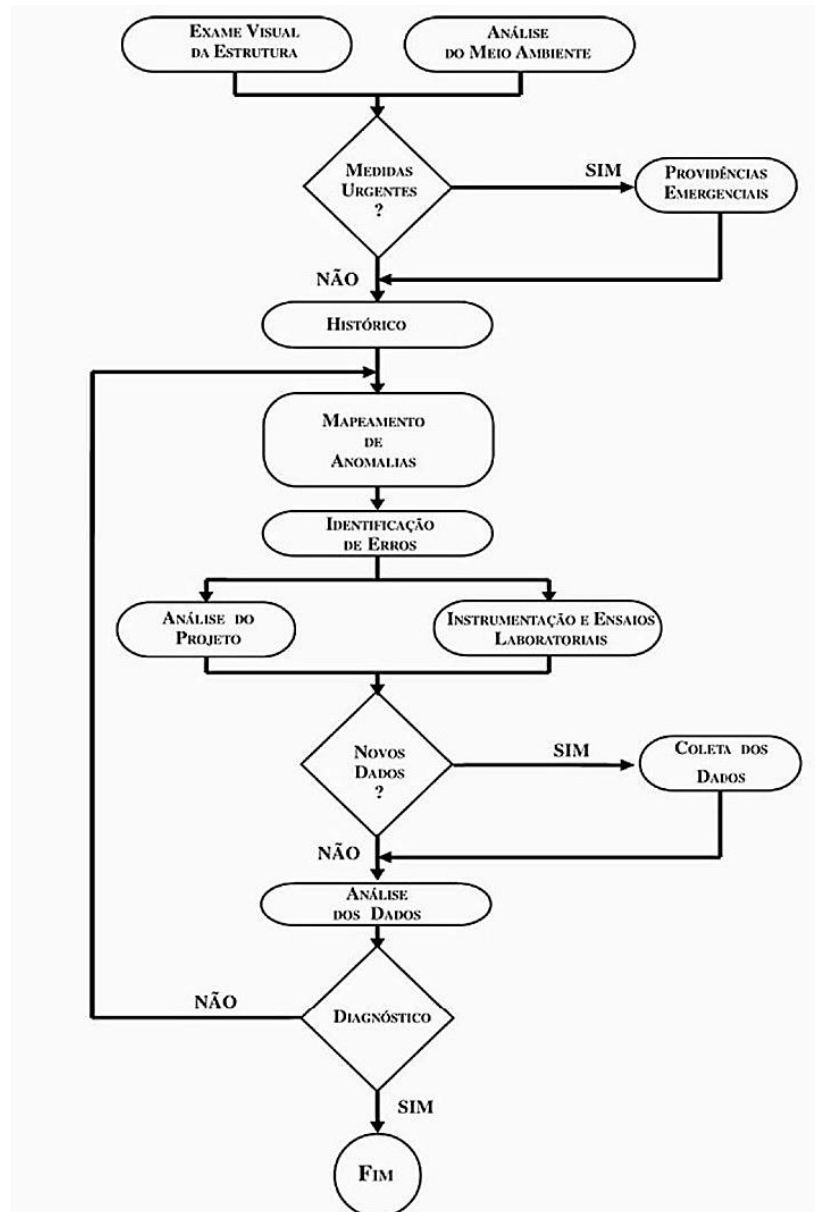 Exame Visual
da Estrutura
Análise
do Meio Ambiente
Medidas
Urgentes
?
SIM
Providências
Emergenciais
NÃO
Histórico
Mapeamento
de
Anomalias
Identificação
de Erros
Análise do
Projeto
Instrumentação e Ensaios
Laboratoriais
Novos
Dados
?
SIM
Coleta dos
Dados
NÃO
Análise
dos Dados
NÃO
Diagnóstico
SIM
Fim